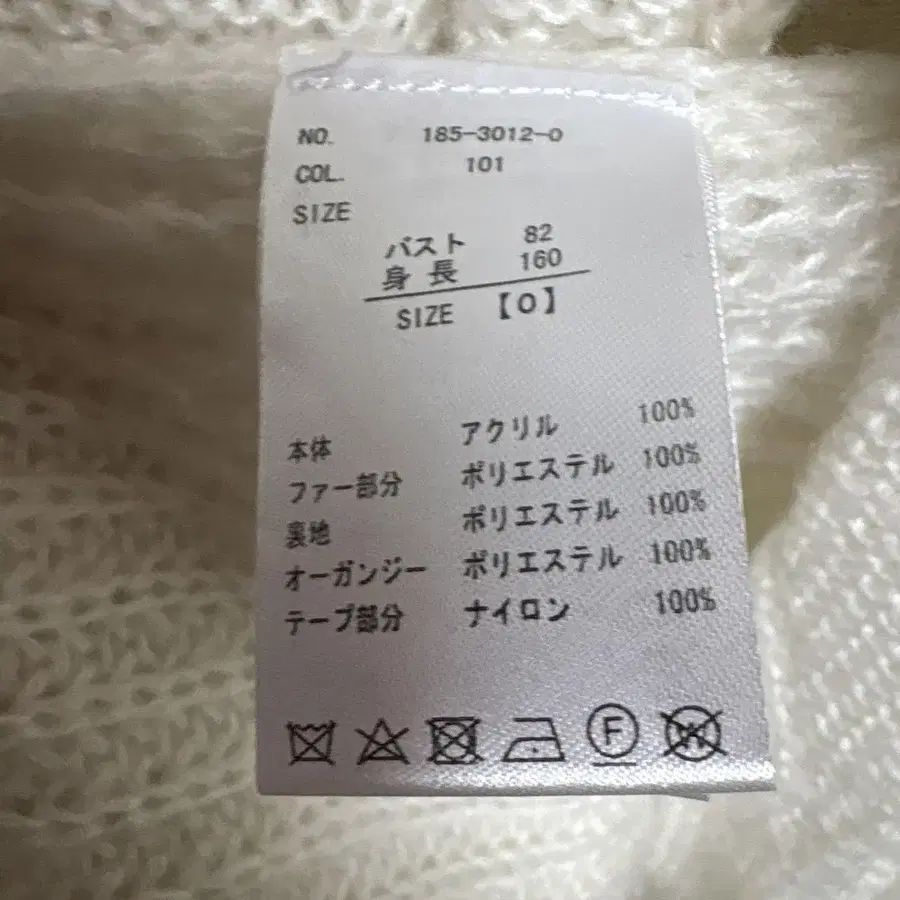 NO. 185-3012-0
COL. 101
SIZE
バスト 82
身長 160
SIZE 【0】
本体 アクリル 100%
ファー部分 ポリエステル 100%
裏地 ポリエステル 100%
オーガンジー ポリエステル 100%
テープ部分 ナイロン 100%
F W